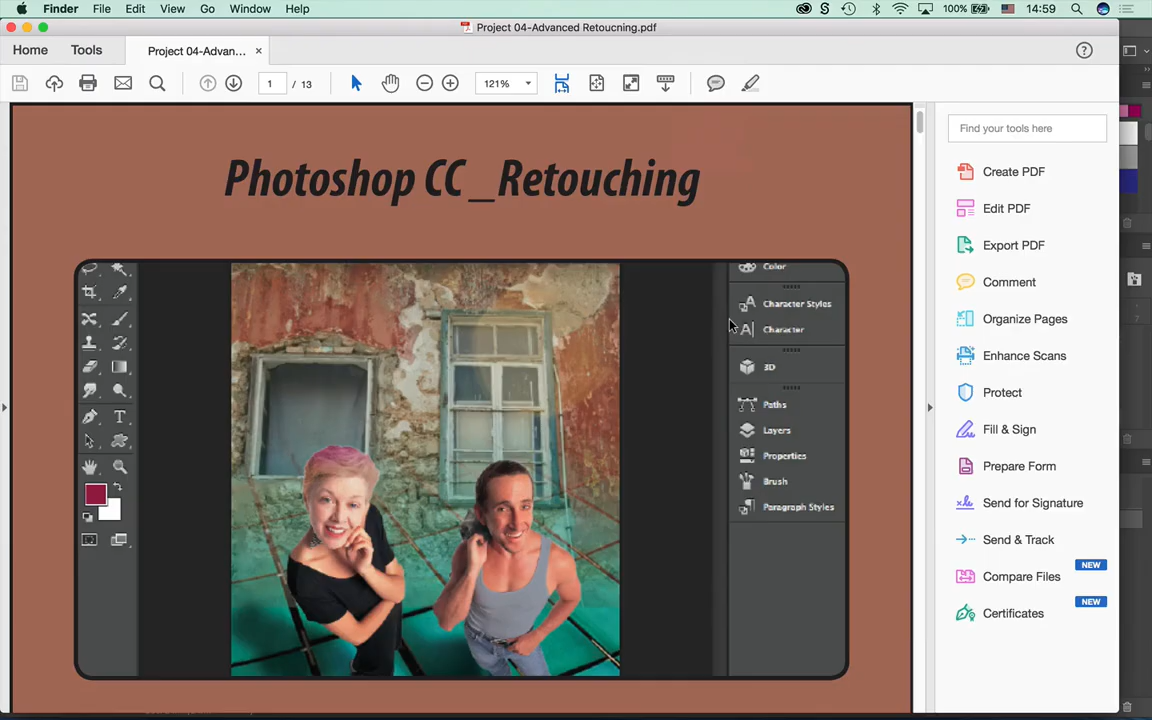 Finder File Edit View Go Window Help 100% 14:59
Project 04-Advanced Retoucning.pdf
Home Tools Project 04-Advan... ×
1 / 13 121%
Find your tools here
Photoshop CC _Retouching
Create PDF
Edit PDF
Export PDF
Comment
Organize Pages
Enhance Scans
Protect
Fill & Sign
Prepare Form
Send for Signature
Send & Track
NEW
Compare Files
NEW
Certificates
Color
Character Styles
Character
3D
Paths
Layers
Properties
Brush
Paragraph Styles